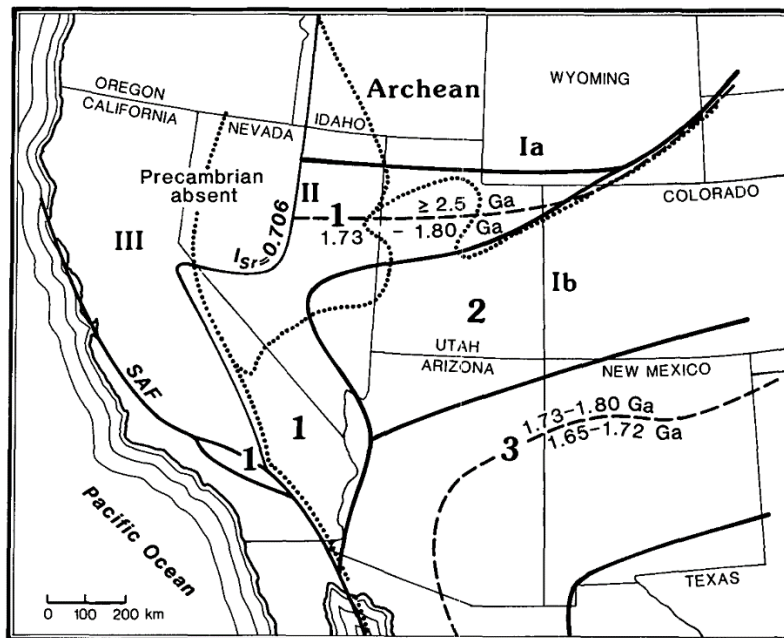 OREGON
CALIFORNIA
NEVADA
IDAHO
Archean
WYOMING
Ia
Precambrian
absent
II
1
≥ 2.5 Ga
1.73 - 1.80 Ga
COLORADO
III
I_Sr=0.706
Ib
2
UTAH
ARIZONA
NEW MEXICO
SAF
1
1
1.73-1.80 Ga
1.65-1.72 Ga
3
Pacific Ocean
TEXAS
0 100 200 km